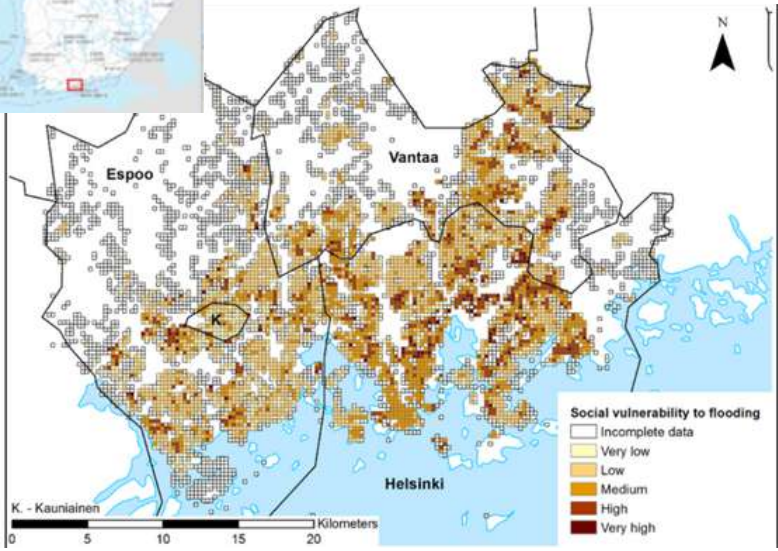 N
Espoo
Vantaa
K.
Helsinki
Social vulnerability to flooding
Incomplete data
Very low
Low
Medium
High
Very high
K. - Kauniainen
Kilometers
0 5 10 15 20